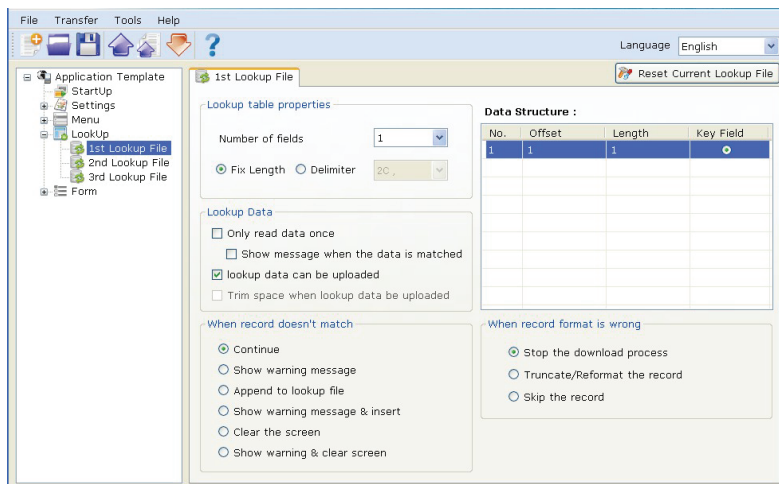 File Transfer Tools Help
Language English
Application Template
StartUp
Settings
Menu
LookUp
1st Lookup File
2nd Lookup File
3rd Lookup File
Form
1st Lookup File
Reset Current Lookup File
Lookup table properties
Number of fields 1
Fix Length Delimiter 2C ,
Lookup Data
Only read data once
Show message when the data is matched
lookup data can be uploaded
Trim space when lookup data be uploaded
When record doesn't match
Continue
Show warning message
Append to lookup file
Show warning message & insert
Clear the screen
Show warning & clear screen
Data Structure :
No. Offset Length Key Field
1 1 1
When record format is wrong
Stop the download process
Truncate/Reformat the record
Skip the record